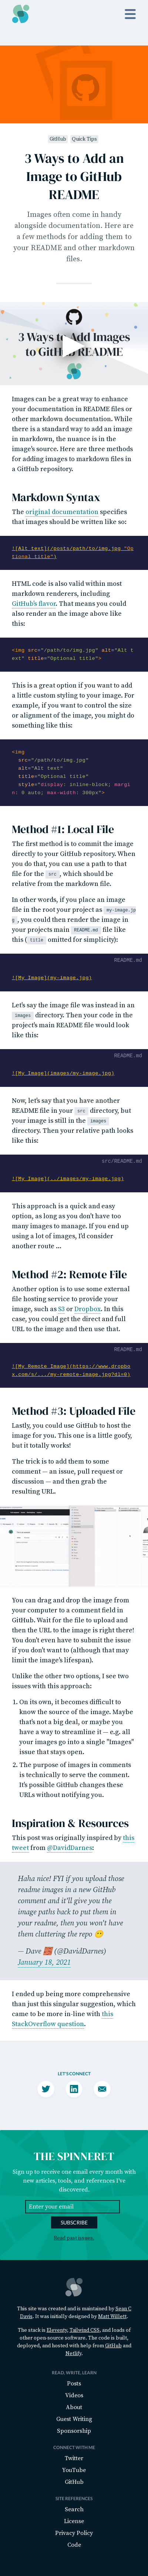 GitHub Quick Tips
3 Ways to Add an
Image to GitHub
README
Images often come in handy
alongside documentation. Here are
a few methods for adding them to
your README and other markdown
files.
3 Ways to Add Images
to GitHub README
Images can be a great way to enhance
your documentation in README files or
other markdown documentation. While
there is a standard way to add an image
in markdown, the nuance is in the
image's source. Here are three methods
for adding images to markdown files in
a GitHub repository.
Markdown Syntax
The original documentation specifies
that images should be written like so:
![Alt text](/posts/path/to/img.jpg "Op
tional title")
HTML code is also valid within most
markdown renderers, including
GitHub's flavor. That means you could
also render an the image above like
this:
<img src="/path/to/img.jpg" alt="Alt t
ext" title="Optional title">
This is a great option if you want to add
a little custom styling to your image. For
example, if you want to control the size
or the alignment of the image, you might do
something like this:
<img
src="/path/to/img.jpg"
alt="Alt text"
title="Optional title"
style="display: inline-block; margi
n: 0 auto; max-width: 300px">
Method #1: Local File
The first method is to commit the image
directly to your GitHub repository. When
you do that, you can then use a path to the
file for the src, which should be
relative from the markdown file.
In other words, if you place an image
file in the root your project as my-image.jp
g, you could then render the image in
your projects main README.md file like
this (title omitted for simplicity):
README.md
![My Image](my-image.jpg)
Let's say the image file was instead in an
images directory. Then your code in the
project's main README file would look
like this:
README.md
![My Image](images/my-image.jpg)
Now, let's say that you have another
README file in your src directory, but
your image is still in the images
directory. Then your relative path looks
like this:
src/README.md
![My Image](../images/my-image.jpg)
This approach is a quick and easy
option, as long as you don't have too
many images to manage. If you do end up
using a lot of images, I'd consider
another route ...
Method #2: Remote File
Another option is to use some external
file hosting service to provide your
image, such as S3 or Dropbox. In this
case, you could get the direct and full
URL to the image and then use that.
README.md
![My Remote Image](https://www.dropbo
x.com/s/.../my-remote-image.jpg?dl=0)
Method #3: Uploaded File
Lastly, you could use GitHub to host the
image for you. This one is a little goofy,
but it totally works!
The trick is to add them to some
comment — an issue, pull request or
discussion — and then grab the
resulting URL.
You can drag and drop the image from
your computer to a comment field in
GitHub. Wait for the file to upload and
then the URL to the image is right there!
You don't even have to submit the issue
if you don't want to (although that may
limit the image's lifespan).
Unlike the other two options, I see two
issues with this approach:
1. On its own, it becomes difficult to
know the source of the image. Maybe
that's not a big deal, or maybe you
have a way to streamline it — e.g. all
your images go into a single "Images"
issue that stays open.
2. The purpose of images in comments
is technically to serve the comment.
It's possible GitHub changes these
URLs without notifying you.
Inspiration & Resources
This post was originally inspired by this
tweet from @DavidDarnes:
Haha nice! FYI if you upload those
readme images in a new GitHub
comment and it'll give you the
image paths back to put them in
your readme, then you won't have
them cluttering the repo 🙂
— Dave 🧱 (@DavidDarnes)
January 18, 2021
I ended up being more comprehensive
than just this singular suggestion, which
can be more in-line with this
StackOverflow question.
LET'S CONNECT
THE SPINNERET
Sign up to receive one email every month with
new articles, tools, and references I've
discovered.
Enter your email
SUBSCRIBE
Read past issues.
This site was created and is maintained by Sean C
Davis. It was initially designed by Matt Willett.
The stack is Eleventy, Tailwind CSS, and loads of
other open-source software. The code is built,
deployed, and hosted with help from GitHub and
Netlify.
READ, WRITE, LEARN
Posts
Videos
About
Guest Writing
Sponsorship
CONNECT WITH ME
Twitter
YouTube
GitHub
SITE REFERENCES
Search
License
Privacy Policy
Code